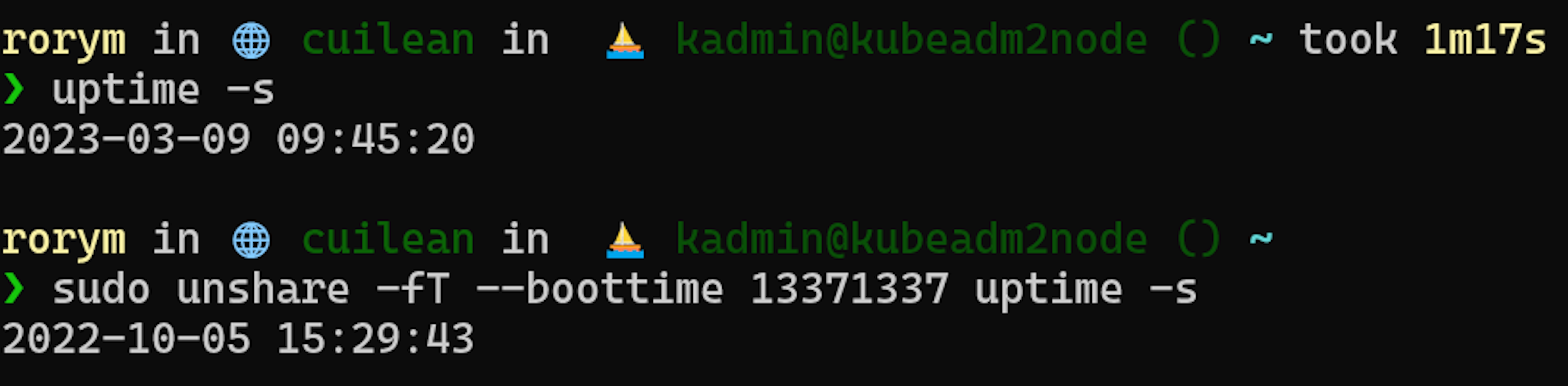 rorym in 🌐 cuilean in ⛵ kadmin@kubeadm2node () ~ took 1m17s
❯ uptime -s
2023-03-09 09:45:20
rorym in 🌐 cuilean in ⛵ kadmin@kubeadm2node () ~
❯ sudo unshare -fT --boottime 13371337 uptime -s
2022-10-05 15:29:43